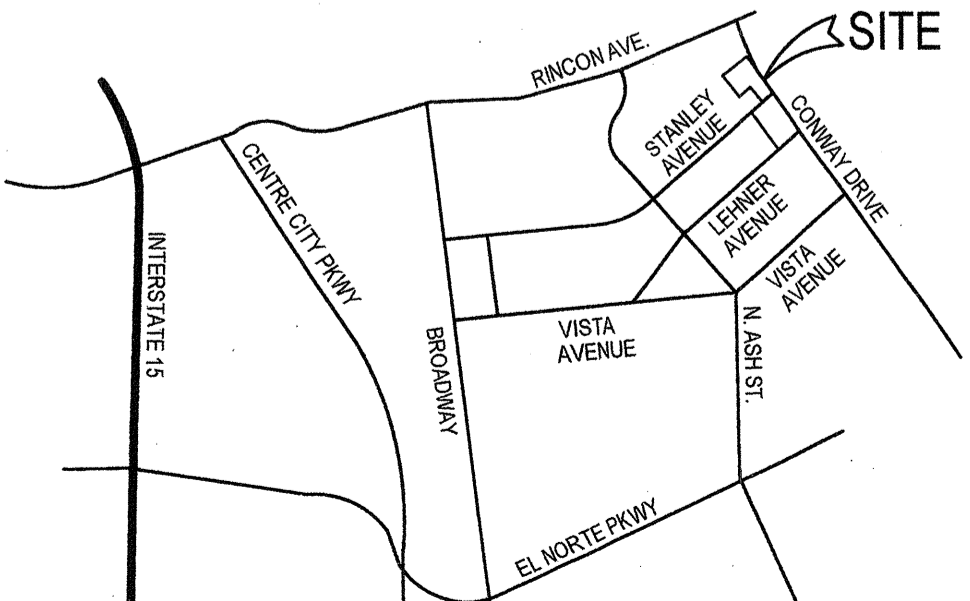 SITE
RINCON AVE.
STANLEY
AVENUE
CONWAY DRIVE
CENTRE CITY PKWY
LEHNER
AVENUE
VISTA
AVENUE
INTERSTATE 15
BROADWAY
VISTA
AVENUE
N. ASH ST.
EL NORTE PKWY